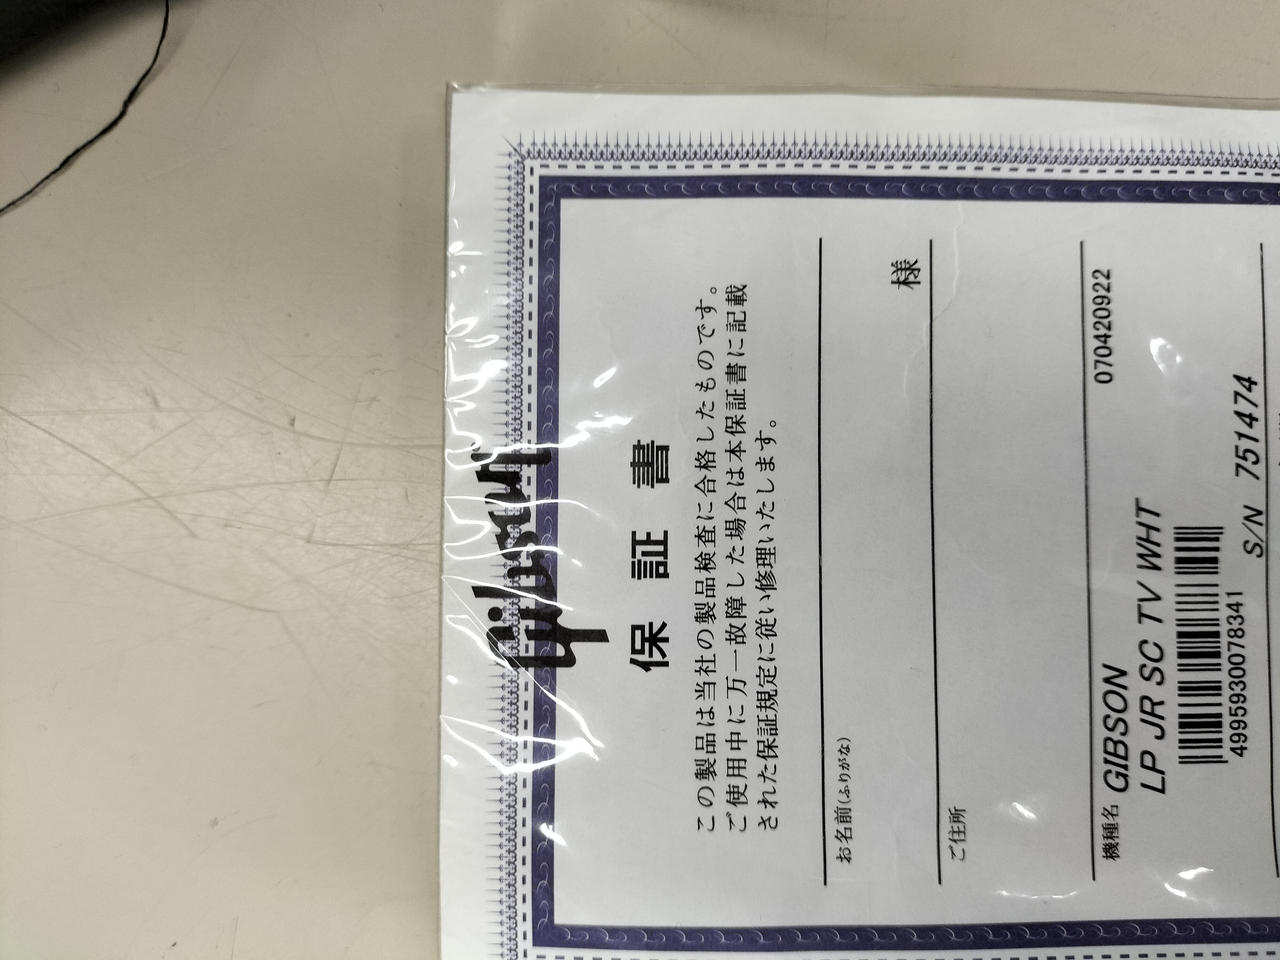 Gibson
保証書
この製品は当社の製品検査に合格したものです。
ご使用中に万一故障した場合は本保証書に記載
された保証規定に従い修理いたします。
様
お名前(ふりがな)
ご住所
070420922
機種名 GIBSON
LP JR SC TV WHT
4995930078341
S/N 751474